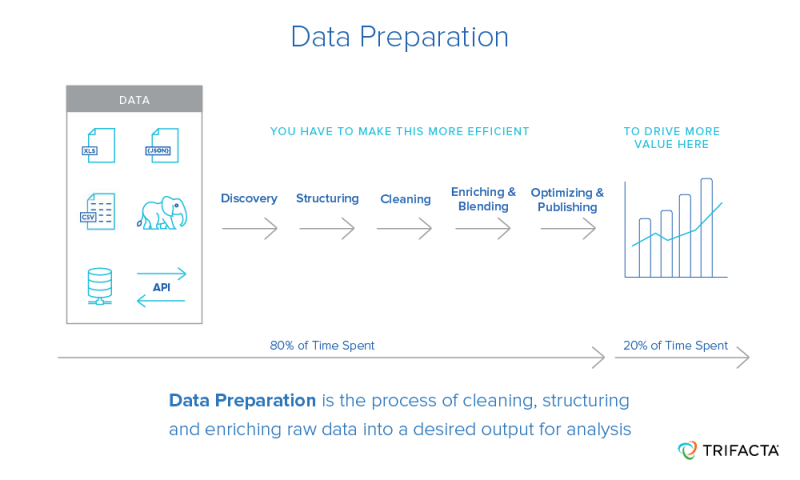 Data Preparation
DATA
XLS
{JSON}
CSV
API
YOU HAVE TO MAKE THIS MORE EFFICIENT
TO DRIVE MORE
VALUE HERE
Discovery
Structuring
Cleaning
Enriching &
Blending
Optimizing &
Publishing
80% of Time Spent
20% of Time Spent
Data Preparation is the process of cleaning, structuring
and enriching raw data into a desired output for analysis
TRIFACTA